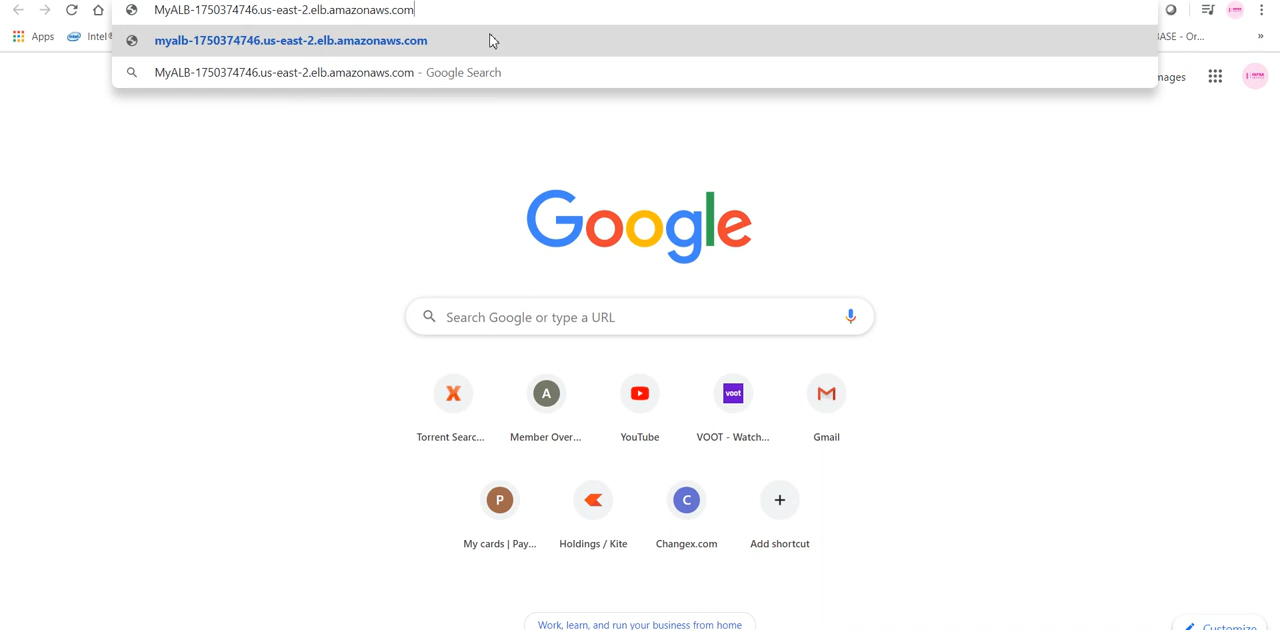 MyALB-1750374746.us-east-2.elb.amazonaws.com
Apps Intel
myalb-1750374746.us-east-2.elb.amazonaws.com
BASE - Or... »
MyALB-1750374746.us-east-2.elb.amazonaws.com - Google Search
mages
Google
Search Google or type a URL
X A voot
Torrent Searc... Member Over... YouTube VOOT - Watch... Gmail
P C
My cards | Pay... Holdings / Kite Changex.com Add shortcut
Work, learn, and run your business from home
Customize